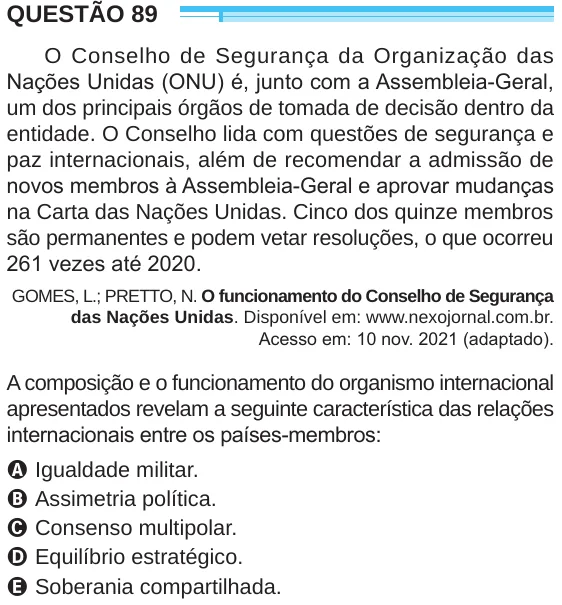 QUESTÃO 89
O Conselho de Segurança da Organização das
Nações Unidas (ONU) é, junto com a Assembleia-Geral,
um dos principais órgãos de tomada de decisão dentro da
entidade. O Conselho lida com questões de segurança e
paz internacionais, além de recomendar a admissão de
novos membros à Assembleia-Geral e aprovar mudanças
na Carta das Nações Unidas. Cinco dos quinze membros
são permanentes e podem vetar resoluções, o que ocorreu
261 vezes até 2020.
GOMES, L.; PRETTO, N. O funcionamento do Conselho de Segurança
das Nações Unidas. Disponível em: www.nexojornal.com.br.
Acesso em: 10 nov. 2021 (adaptado).
A composição e o funcionamento do organismo internacional
apresentados revelam a seguinte característica das relações
internacionais entre os países-membros:
A Igualdade militar.
B Assimetria política.
C Consenso multipolar.
D Equilíbrio estratégico.
E Soberania compartilhada.